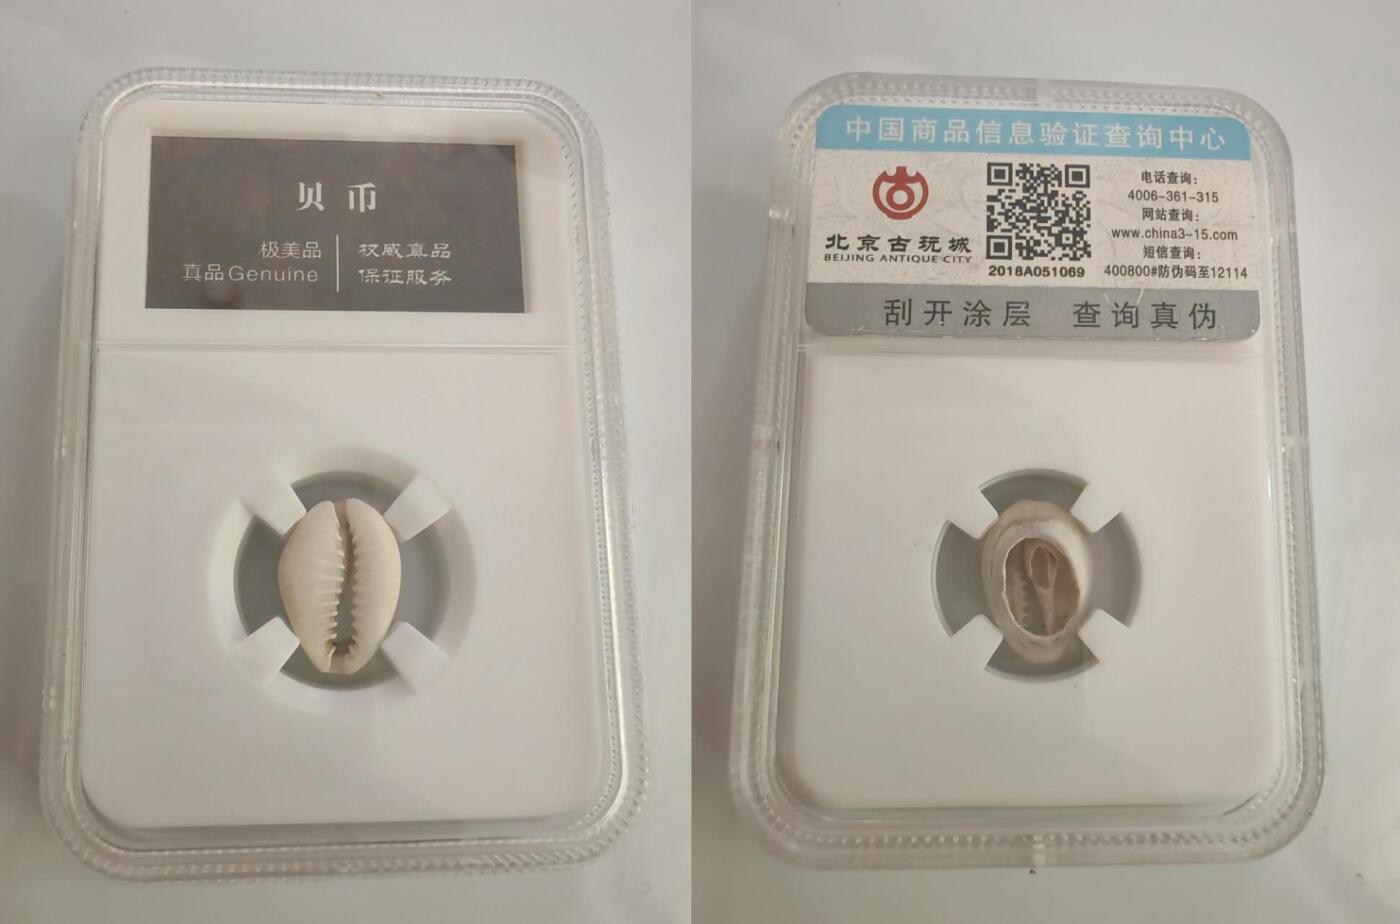 贝币
极美品
真品Genuine
权威真品
保证服务
中国商品信息验证查询中心
北京古玩城
BEIJING ANTIQUE CITY
2018A051069
电话查询：
4006-361-315
网站查询：
www.china3-15.com
短信查询：
400800#防伪码至12114
刮开涂层 查询真伪